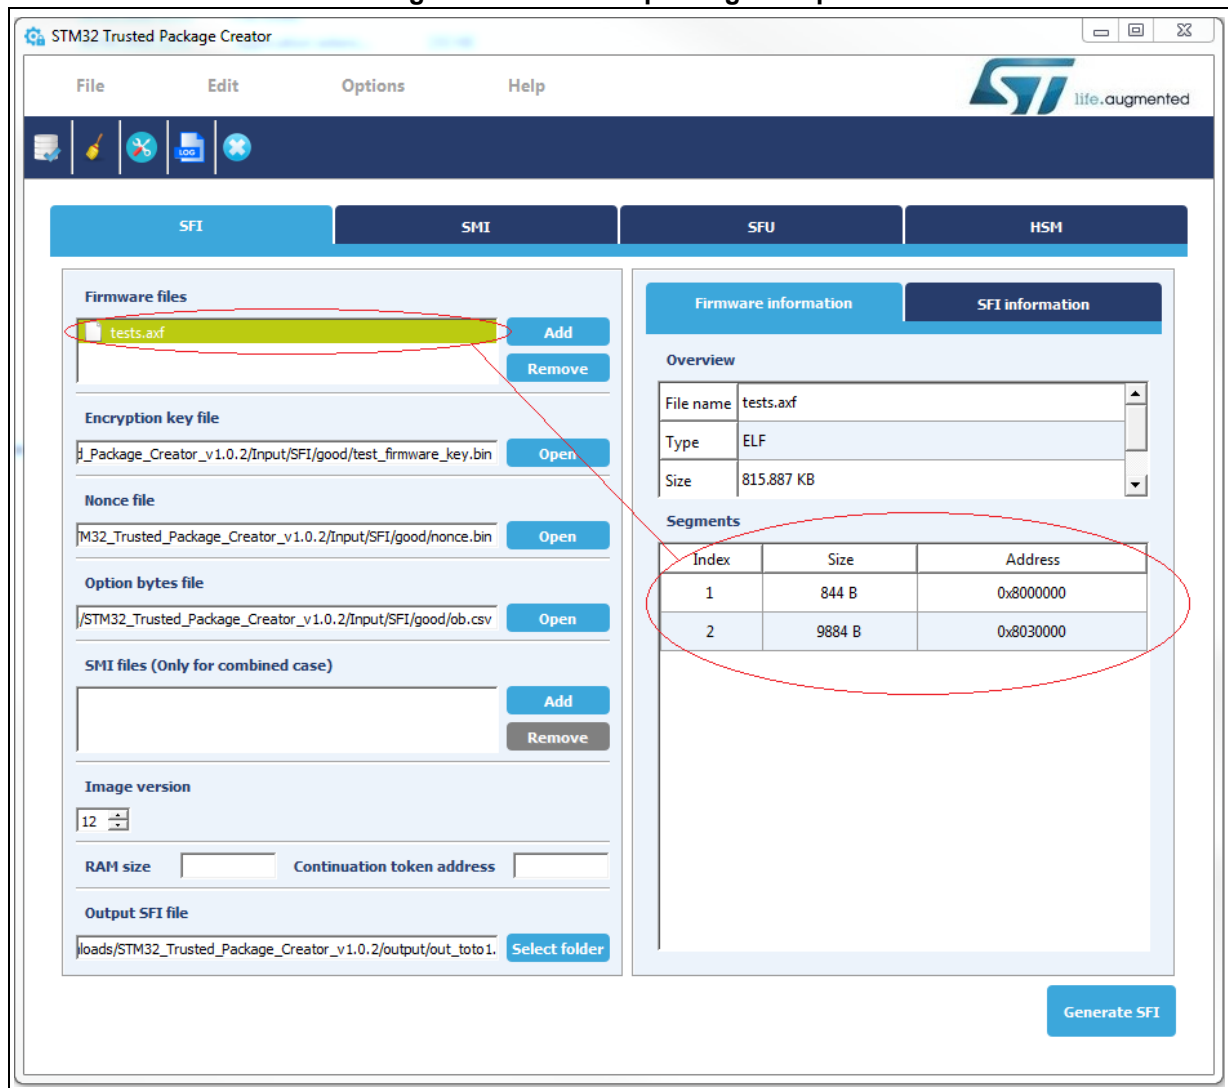 STM32 Trusted Package Creator
File Edit Options Help
life.augmented
LOG
SFI SMI SFU HSM
Firmware files
tests.axf
Add
Remove
Encryption key file
d_Package_Creator_v1.0.2/Input/SFI/good/test_firmware_key.bin Open
Nonce file
TM32_Trusted_Package_Creator_v1.0.2/Input/SFI/good/nonce.bin Open
Option bytes file
/STM32_Trusted_Package_Creator_v1.0.2/Input/SFI/good/ob.csv Open
SMI files (Only for combined case)
Add
Remove
Image version
12
RAM size Continuation token address
Output SFI file
loads/STM32_Trusted_Package_Creator_v1.0.2/output/out_toto1. Select folder
Firmware information SFI information
Overview
File name tests.axf
Type ELF
Size 815.887 KB
Segments
Index Size Address
1 844 B 0x8000000
2 9884 B 0x8030000
Generate SFI